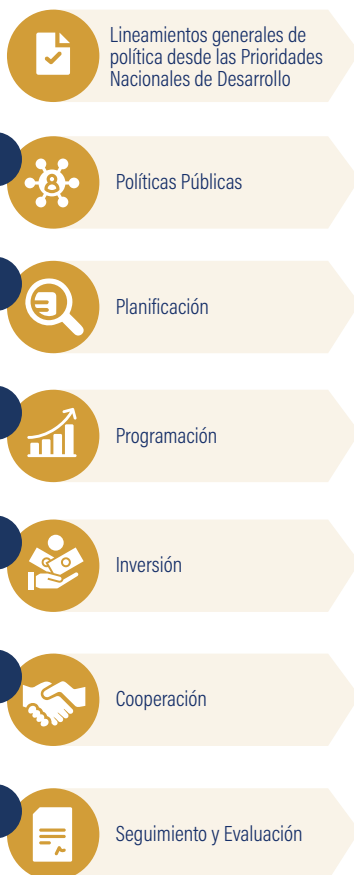 Lineamientos generales de
política desde las Prioridades
Nacionales de Desarrollo
Políticas Públicas
Planificación
Programación
Inversión
Cooperación
Seguimiento y Evaluación